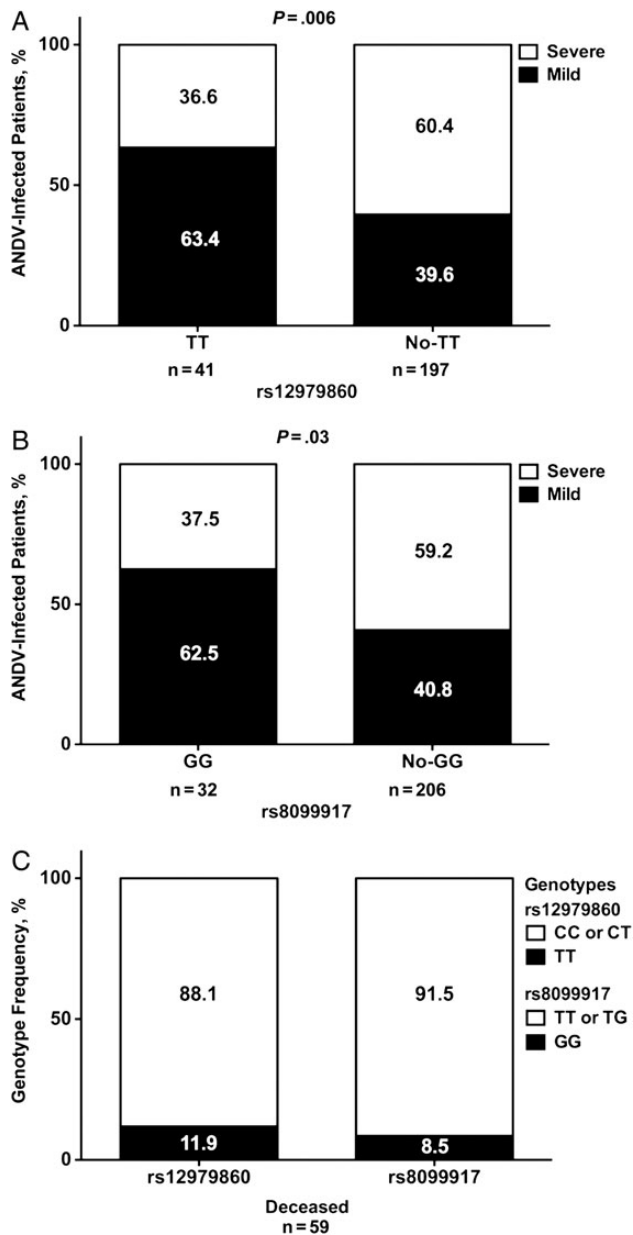 A
P = .006
ANDV-Infected Patients, %
100
50
0
Severe
Mild
36.6
60.4
63.4
39.6
TT
No-TT
n = 41
n = 197
rs12979860
B
P = .03
ANDV-Infected Patients, %
100
50
0
Severe
Mild
37.5
59.2
62.5
40.8
GG
No-GG
n = 32
n = 206
rs8099917
C
Genotype Frequency, %
100
50
0
Genotypes
rs12979860
CC or CT
TT
rs8099917
TT or TG
GG
88.1
91.5
11.9
8.5
rs12979860
rs8099917
Deceased
n = 59